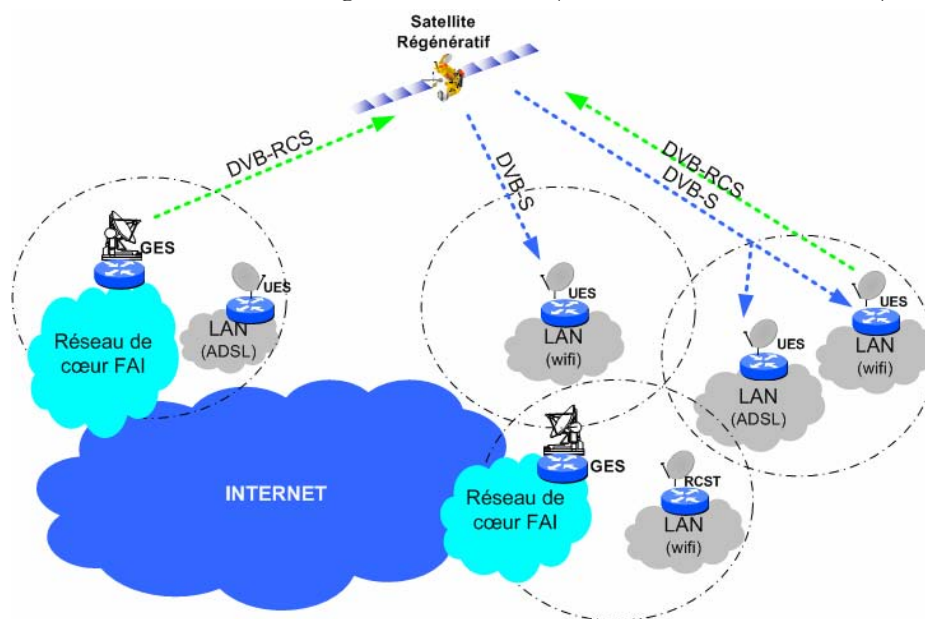 Satellite
Régénératif
DVB-RCS
DVB-S
DVB-RCS
DVB-S
GES
UES
LAN
(ADSL)
Réseau de
cœur FAI
UES
LAN
(wifi)
UES
LAN
(wifi)
UES
LAN
(ADSL)
GES
Réseau de
cœur FAI
RCST
LAN
(wifi)
INTERNET